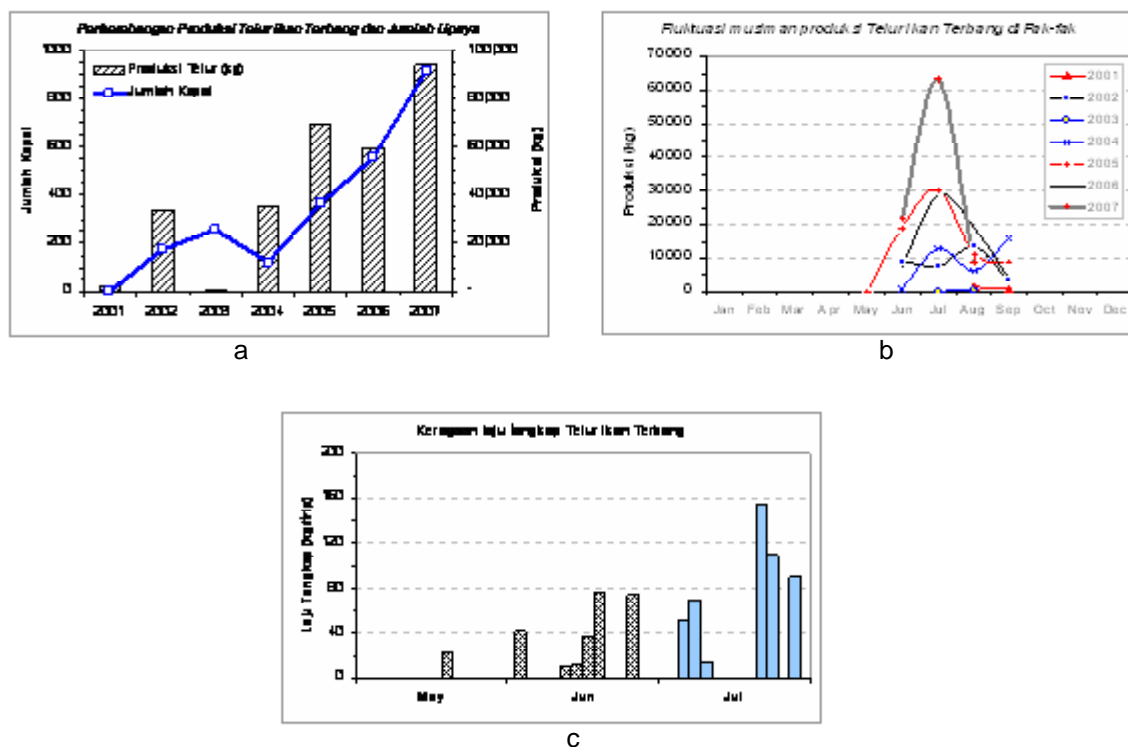 Perkembangan Produksi Telur Ikan Terbang dan Jumlah Upaya
1000
800
600
400
200
0
Jumlah Kapal
Produksi Telur (kg)
Jumlah Kapal
100,000
80,000
60,000
40,000
20,000
-
Produksi (kg)
2001 2002 2003 2004 2005 2006 2007
a
Fluktuasi musiman produksi Telur Ikan Terbang di Fak-fak
70000
60000
50000
40000
30000
20000
10000
0
Produksi (kg)
2001
2002
2003
2004
2005
2006
2007
Jan Feb Mar Apr May Jun Jul Aug Sep Oct Nov Dec
b
Keragaan laju tangkap Telur Ikan Terbang
200
160
120
80
40
0
Laju Tangkap
May Jun Jul
c